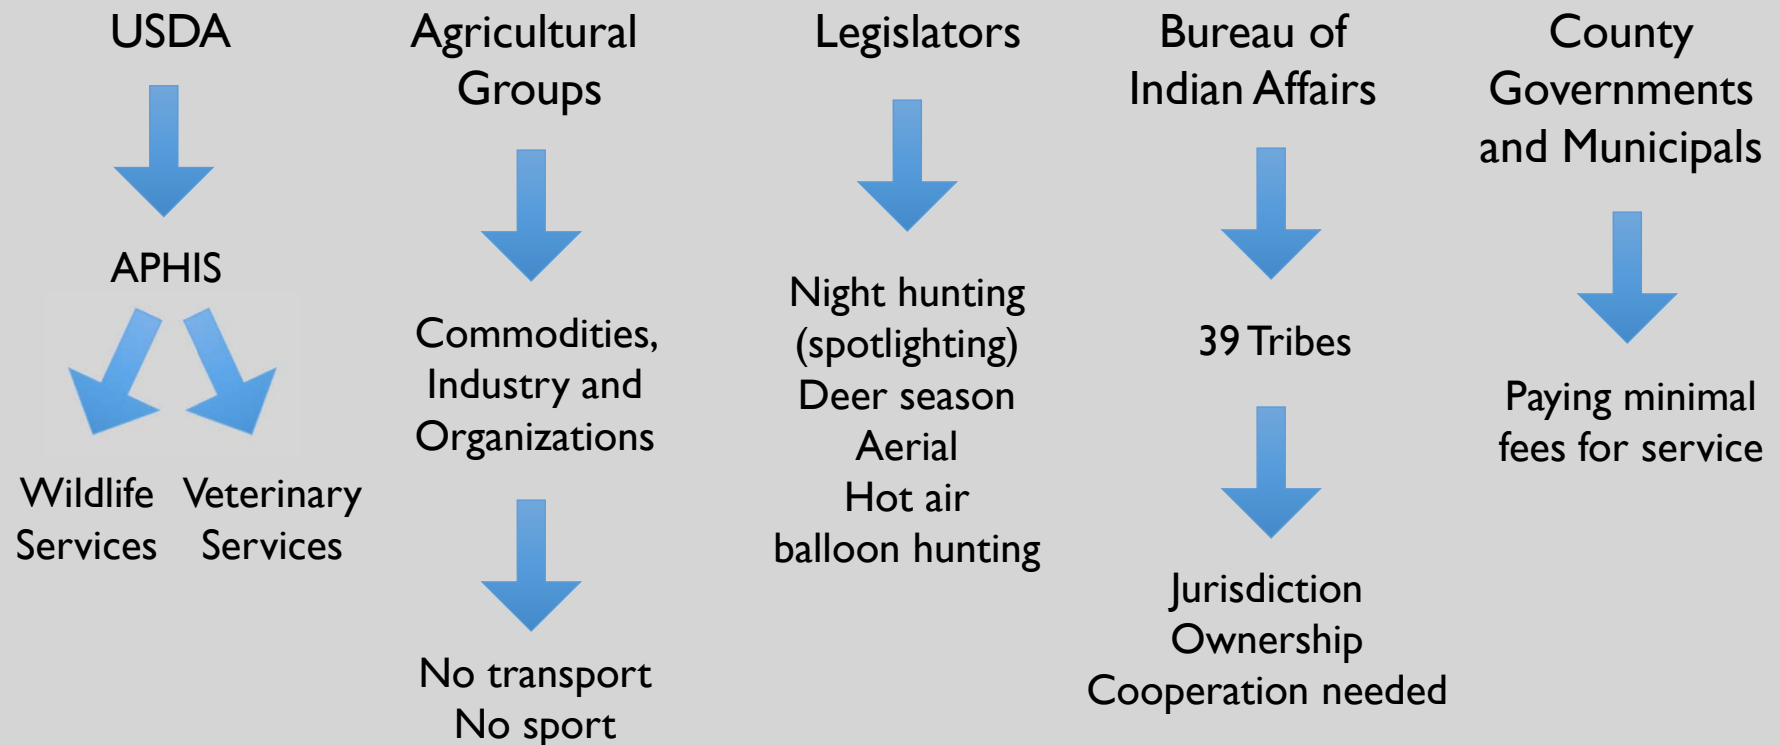 USDA
APHIS
Wildlife
Services
Veterinary
Services
Agricultural
Groups
Commodities,
Industry and
Organizations
No transport
No sport
Legislators
Night hunting
(spotlighting)
Deer season
Aerial
Hot air
balloon hunting
Bureau of
Indian Affairs
39 Tribes
Jurisdiction
Ownership
Cooperation needed
County
Governments
and Municipals
Paying minimal
fees for service